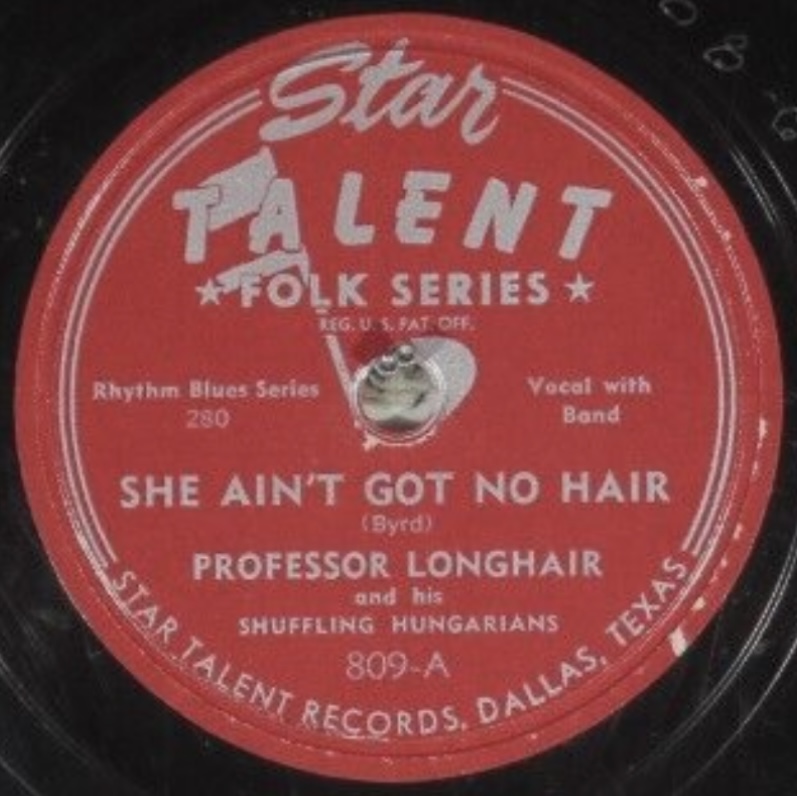 Star
TALENT
★ FOLK SERIES ★
REG. U. S. PAT. OFF.
Rhythm Blues Series
280
Vocal with
Band
SHE AIN'T GOT NO HAIR
(Byrd)
PROFESSOR LONGHAIR
and his
SHUFFLING HUNGARIANS
809-A
STAR TALENT RECORDS, DALLAS, TEXAS